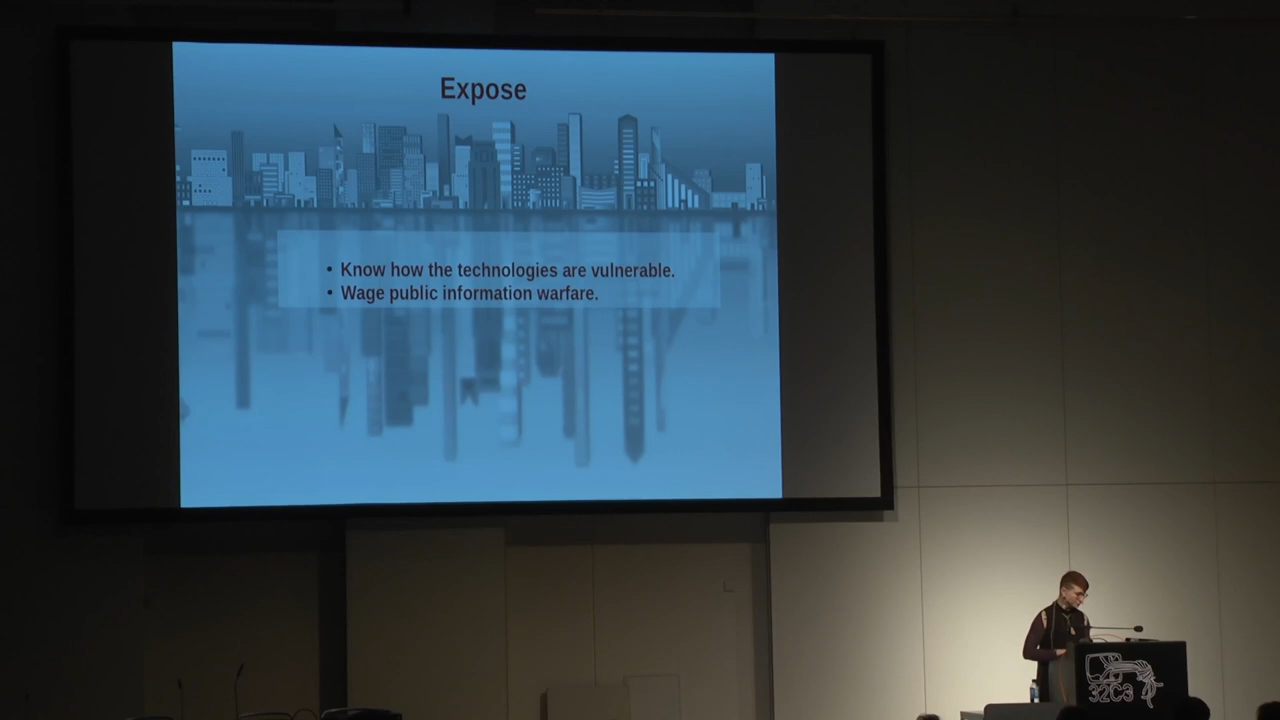 Expose
• Know how the technologies are vulnerable.
• Wage public information warfare.
32C3